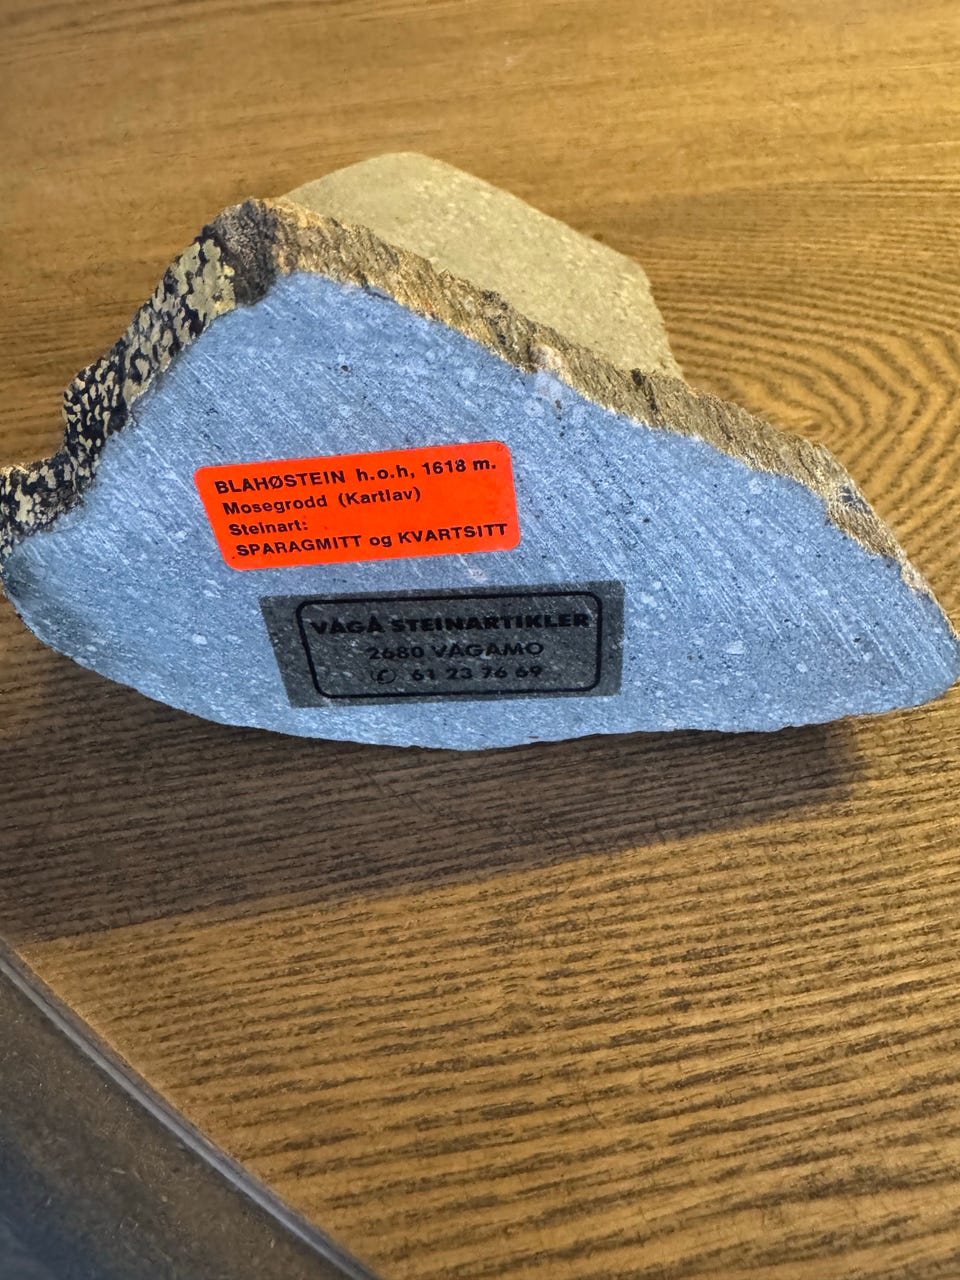 BLAHØSTEIN h.o.h, 1618 m.
Mosegrodd (Kartlav)
Steinart:
SPARAGMITT og KVARTSITT
VÅGÅ STEINARTIKLER
2680 VÅGÅMO
✆ 61 23 76 69